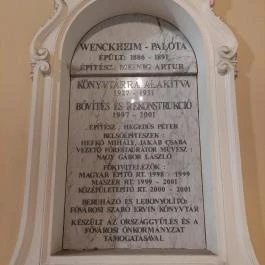 WENCKHEIM - PALOTA
ÉPÜLT: 1886 - 1891
ÉPÍTÉSZ: MEINIG ARTUR
KÖNYVTÁRRÁ ALAKÍTVA
1927 - 1931
BŐVÍTÉS ÉS REKONSTRUKCIÓ
1997 - 2001
ÉPÍTÉSZ: HEGEDŰS PÉTER
BELSŐÉPÍTÉSZEK:
HEFKÓ MIHÁLY, JAKAB CSABA
VEZETŐ FŐRESTAURÁTOR MŰVÉSZ:
NAGY GÁBOR LÁSZLÓ
FŐKIVITELEZŐK:
MAGYAR ÉPÍTŐ RT. 1998 - 1999
MASZER RT. 1999 - 2001
KÖZÉPÜLETÉPÍTŐ RT. 2000 - 2001
BERUHÁZÓ ÉS LEBONYOLÍTÓ:
FŐVÁROSI SZABÓ ERVIN KÖNYVTÁR
KÉSZÜLT AZ ORSZÁGGYŰLÉS ÉS A
FŐVÁROSI ÖNKORMÁNYZAT
TÁMOGATÁSÁVAL